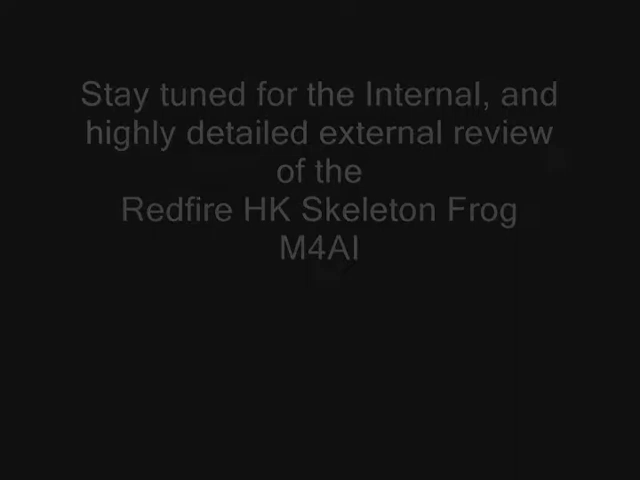 Stay tuned for the Internal, and
highly detailed external review
of the
Redfire HK Skeleton Frog
M4AI